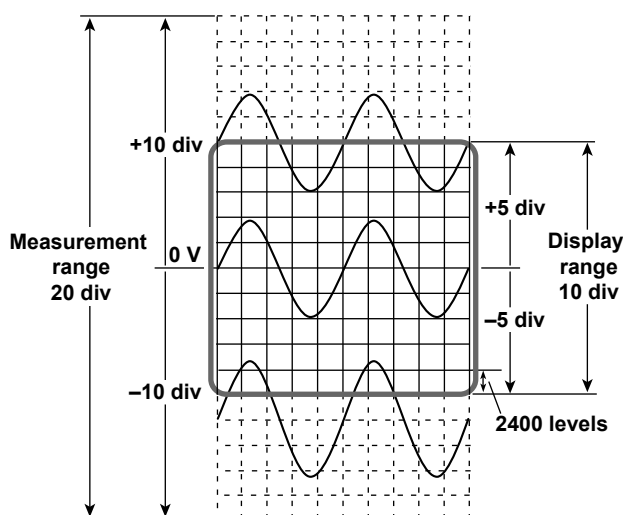 +10 div
+5 div
Measurement
range
20 div
0 V
Display
range
10 div
–5 div
–10 div
2400 levels